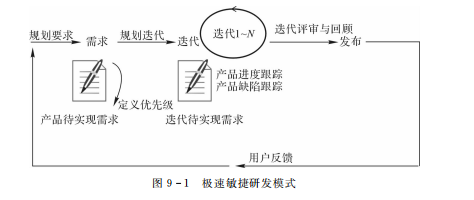 规划要求 需求 规划迭代 迭代 迭代1~N 迭代评审与回顾 发布
产品进度跟踪
产品缺陷跟踪
定义优先级
产品待实现需求 迭代待实现需求
用户反馈
图 9-1 极速敏捷研发模式